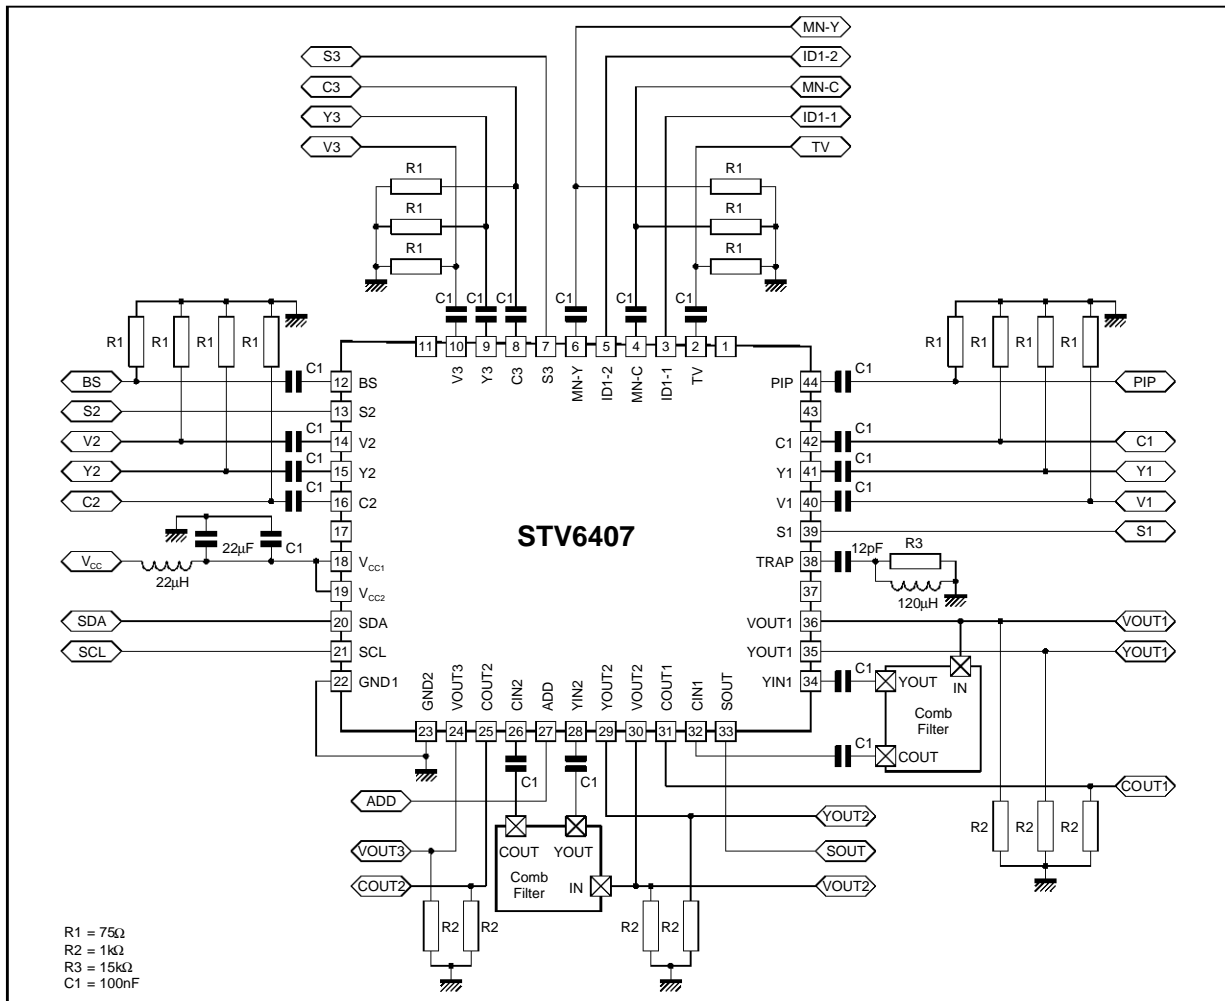 MN-Y
S3 ID1-2
C3 MN-C
Y3 ID1-1
V3 TV
R1 R1
R1 R1
R1 R1
C1 C1 C1 C1 C1 C1
R1 R1 R1 R1 R1 R1 R1 R1
11 10 9 8 7 6 5 4 3 2 1
V3 Y3 C3 S3 MN-Y ID1-2 MN-C ID1-1 TV
BS C1 12 BS PIP 44 C1 PIP
S2 13 S2 43
V2 C1 14 V2 C1 42 C1 C1
Y2 C1 15 Y2 Y1 41 C1 Y1
C2 C1 16 C2 V1 40 C1 V1
17 S1 39 S1
STV6407
22µF C1 12pF R3
VCC 22µH 18 VCC1 TRAP 38
120µH
19 VCC2 37
SDA 20 SDA VOUT1 36 VOUT1
SCL 21 SCL YOUT1 35 YOUT1
22 GND1 YIN1 34 C1 YOUT IN
Comb
Filter
C1 COUT
GND2 VOUT3 COUT2 CIN2 ADD YIN2 YOUT2 VOUT2 COUT1 CIN1 SOUT
23 24 25 26 27 28 29 30 31 32 33
C1 C1
COUT1
ADD
YOUT2
R2 R2 R2
VOUT3 COUT YOUT SOUT
Comb
Filter
COUT2 IN VOUT2
R2 R2 R2 R2
R1 = 75Ω
R2 = 1kΩ
R3 = 15kΩ
C1 = 100nF